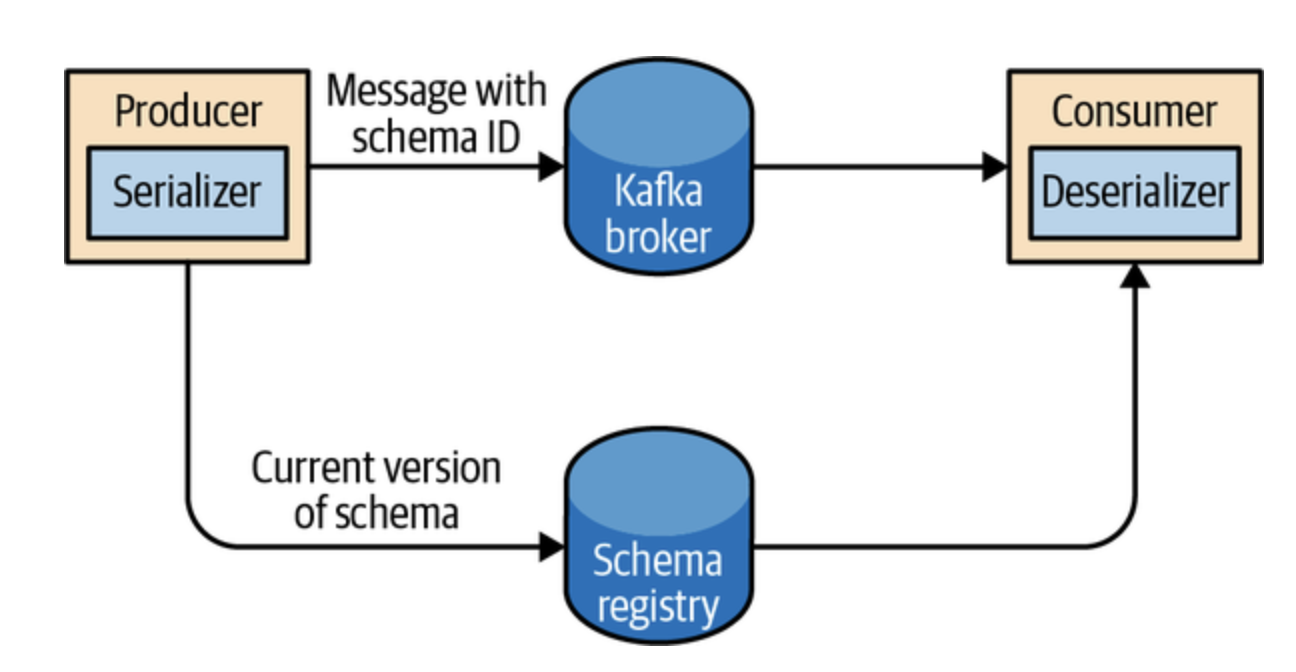 Producer
Serializer
Message with
schema ID
Kafka
broker
Consumer
Deserializer
Current version
of schema
Schema
registry